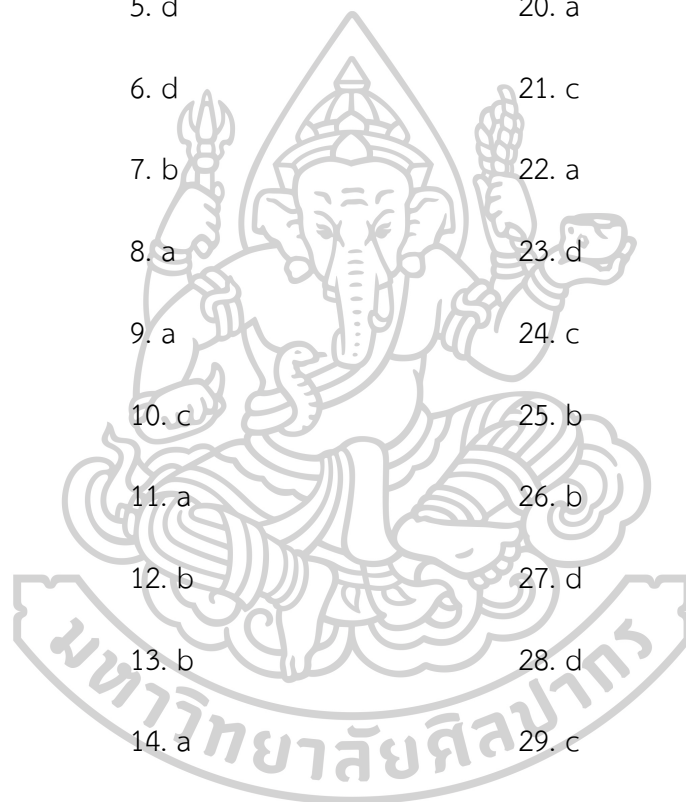 5. d
6. d
7. b
8. a
9. a
10. c
11. a
12. b
13. b
14. a
20. a
21. c
22. a
23. d
24. c
25. b
26. b
27. d
28. d
29. c
มหาวิทยาลัยศิลปากร